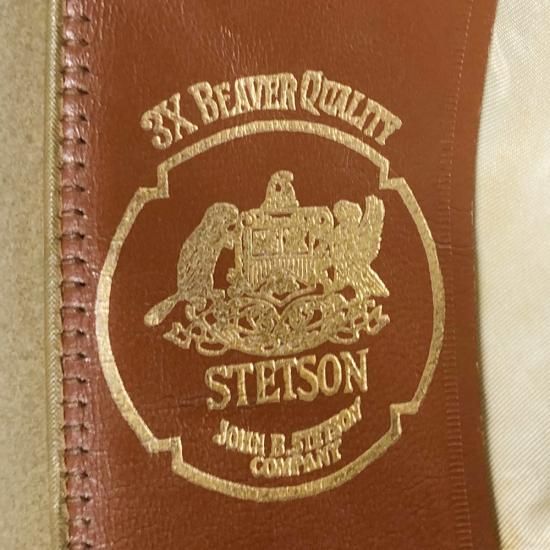 3X BEAVER QUALITY
STETSON
JOHN B. STETSON
COMPANY